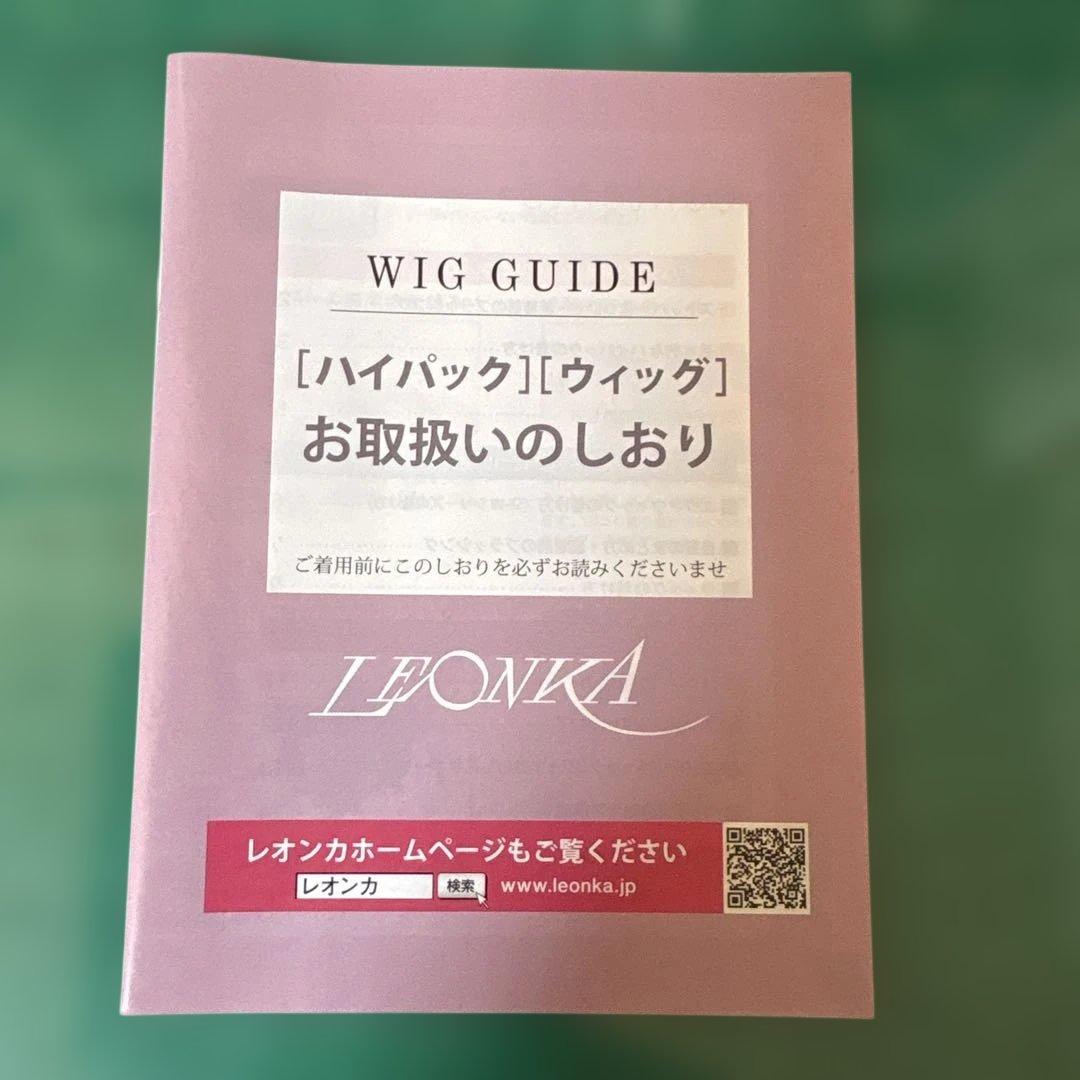 WIG GUIDE
[ハイパック][ウィッグ]
お取扱いのしおり
ご着用前にこのしおりを必ずお読みくださいませ
LEONKA
レオンカホームページもご覧ください
レオンカ 検索 www.leonka.jp